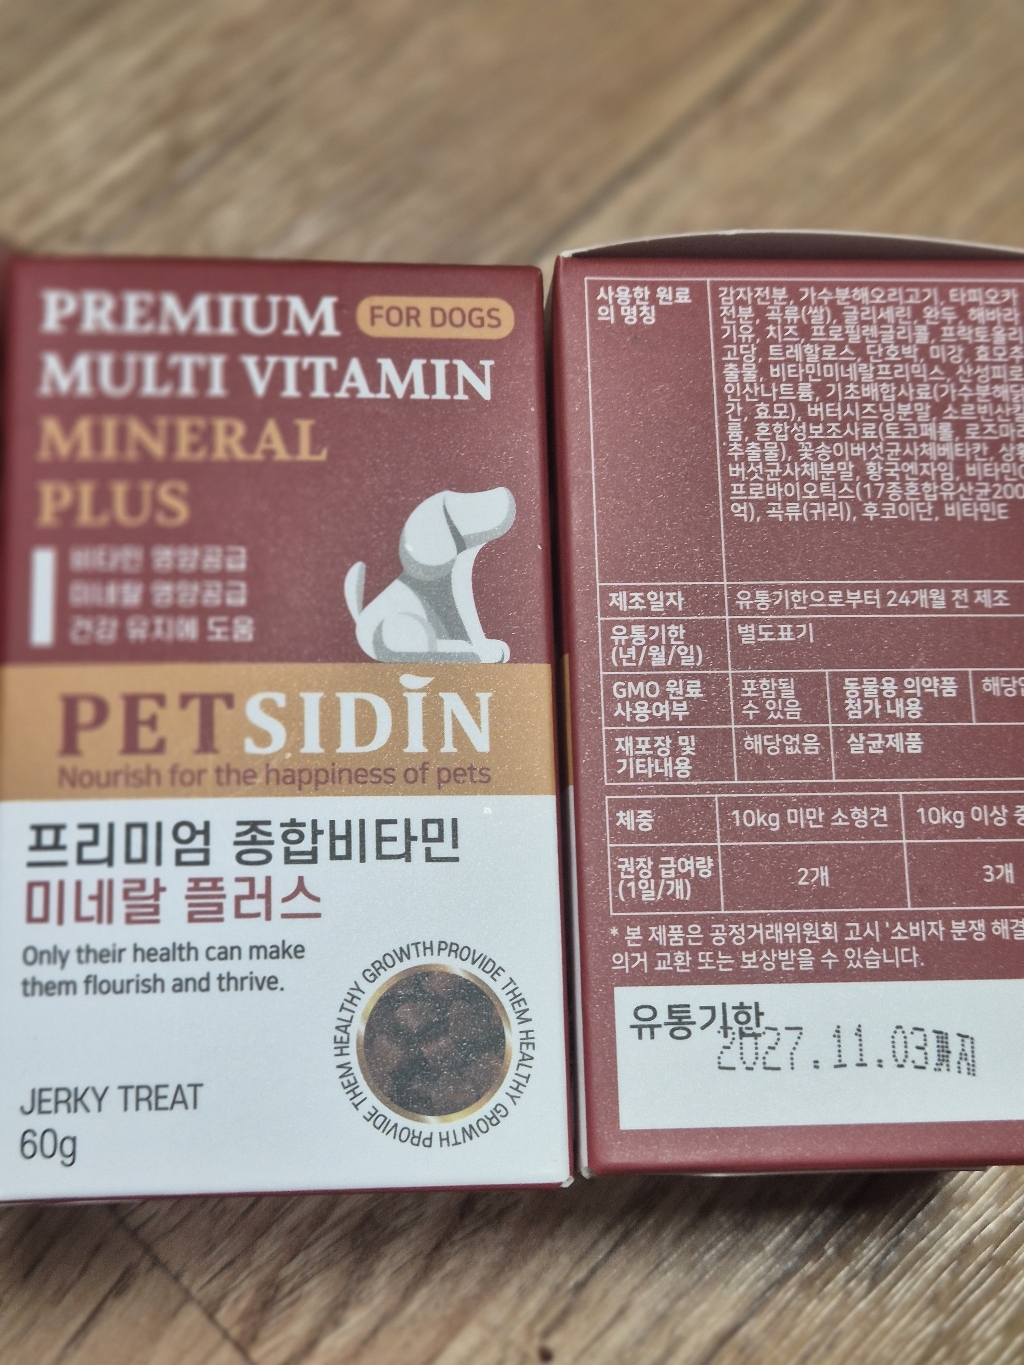 PREMIUM FOR DOGS
MULTI VITAMIN
MINERAL
PLUS
비타민 영양공급
미네랄 영양공급
건강 유지에 도움
PETSIDIN
Nourish for the happiness of pets
프리미엄 종합비타민
미네랄 플러스
Only their health can make
them flourish and thrive.
PROVIDE THEM HEALTHY GROWTH PROVIDE THEM HEALTHY GROWTH
JERKY TREAT
60g
사용한 원료
의 명칭
감자전분, 가수분해오리고기, 타피오카
전분, 곡류(쌀), 글리세린, 완두, 해바라
기유, 치즈, 프로필렌글리콜, 프락토올리
고당, 트레할로스, 단호박, 미강, 효모추
출물, 비타민미네랄프리믹스, 산성피로
인산나트륨, 기초배합사료(가수분해닭
간, 효모), 버터시즈닝분말, 소르빈산칼
륨, 혼합성보조사료(토코페롤, 로즈마리
추출물), 꽃송이버섯균사체베타칸, 상황
버섯균사체분말, 황국엔자임, 비타민C
프로바이오틱스(17종혼합유산균200
억), 곡류(귀리), 후코이단, 비타민E
제조일자 유통기한으로부터 24개월 전 제조
유통기한
(년/월/일)
별도표기
GMO 원료
사용여부
포함될
수 있음
동물용 의약품
첨가 내용
재포장 및
기타내용
해당없음 살균제품
체중 10kg 미만 소형견 10kg 이상
권장 급여량
(1일/개)
2개 3개
* 본 제품은 공정거래위원회 고시 '소비자 분쟁 해결
의거 교환 또는 보상받을 수 있습니다.
유통기한
2027.11.03까지